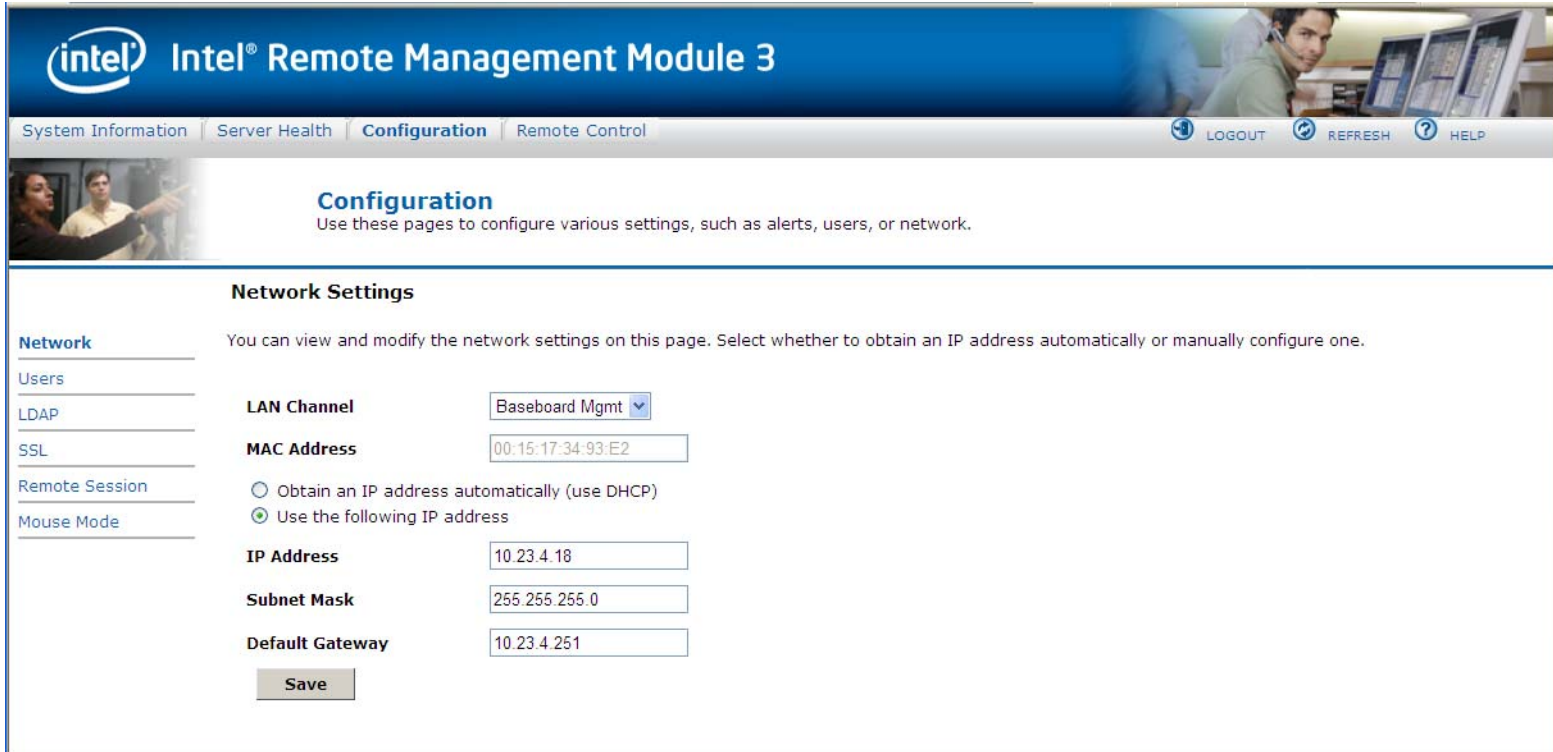 intel® Intel® Remote Management Module 3
System Information Server Health Configuration Remote Control LOGOUT REFRESH ? HELP
Configuration
Use these pages to configure various settings, such as alerts, users, or network.
Network Settings
You can view and modify the network settings on this page. Select whether to obtain an IP address automatically or manually configure one.
Network
Users
LDAP
SSL
Remote Session
Mouse Mode
LAN Channel Baseboard Mgmt
MAC Address 00:15:17:34:93:E2
Obtain an IP address automatically (use DHCP)
Use the following IP address
IP Address 10.23.4.18
Subnet Mask 255.255.255.0
Default Gateway 10.23.4.251
Save